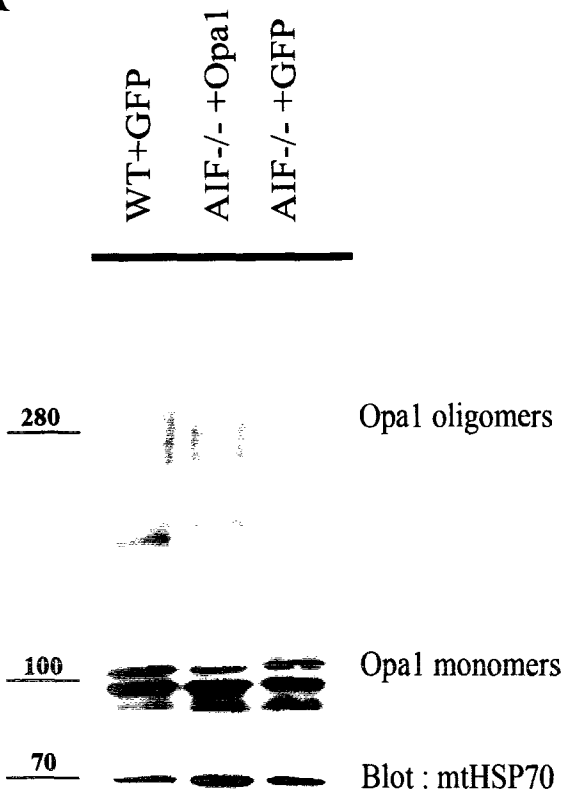 WT+GFP
AIF-/- +Opa1
AIF-/- +GFP
280
Opa1 oligomers
100
Opa1 monomers
70
Blot : mtHSP70